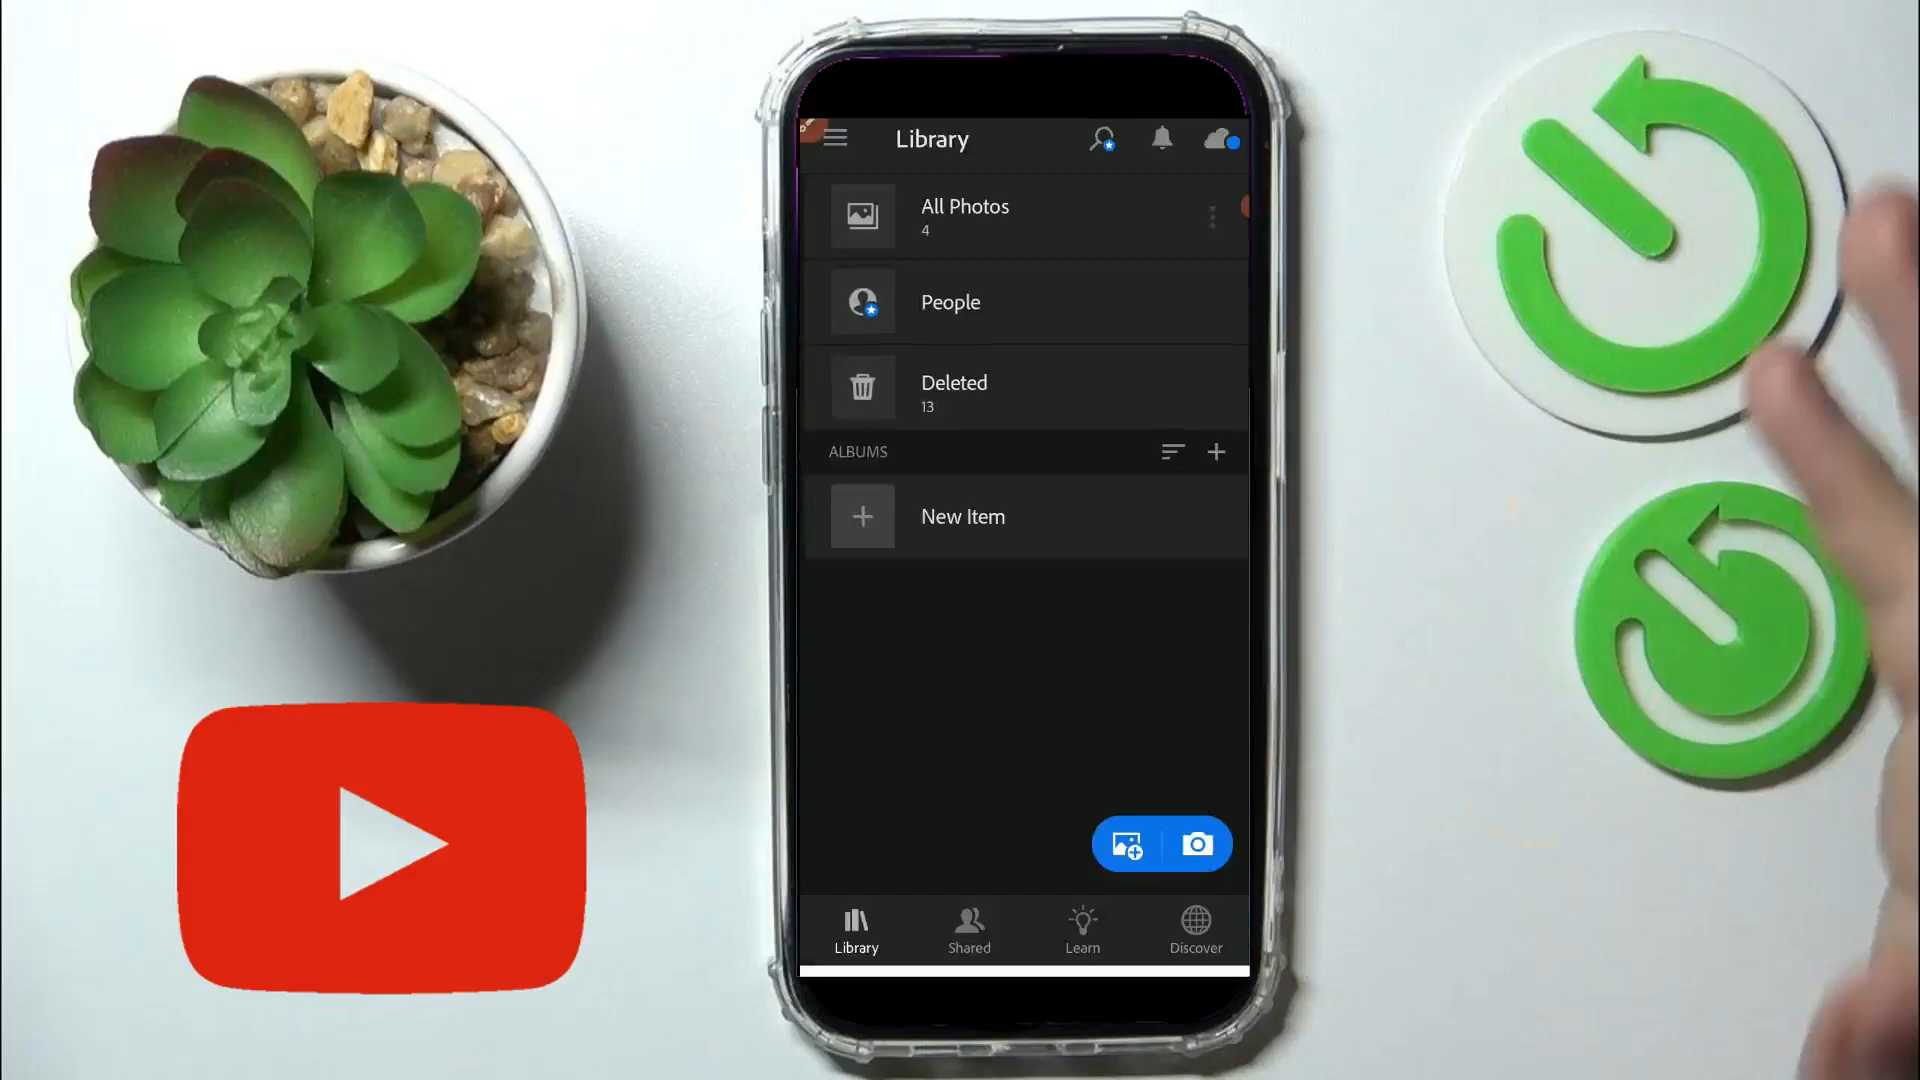 Library
All Photos
4
People
Deleted
13
ALBUMS
New Item
Library
Shared
Learn
Discover